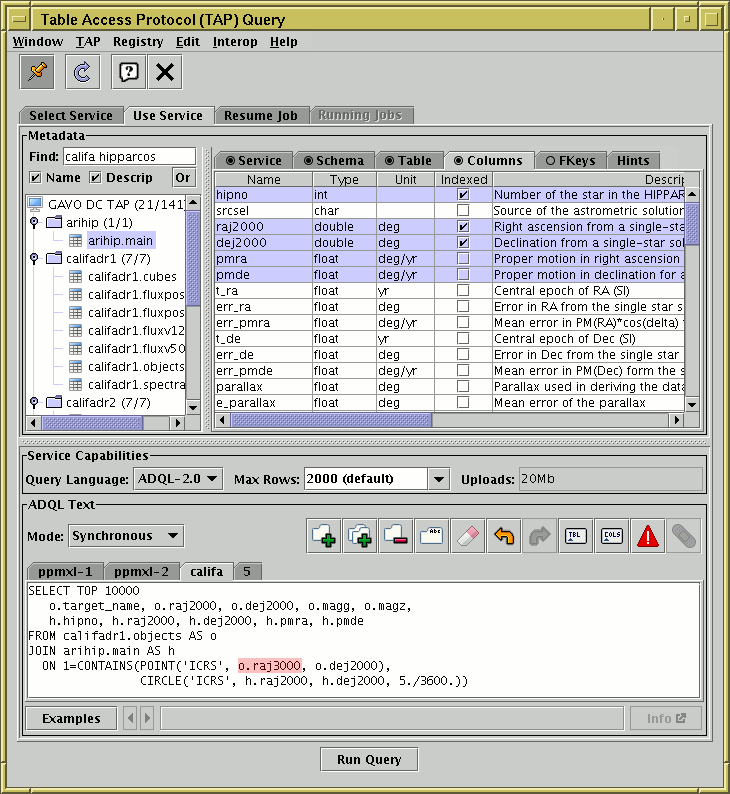 Table Access Protocol (TAP) Query
Window TAP Registry Edit Interop Help
Select Service Use Service Resume Job Running Jobs
Metadata
Find: califa hipparcos
Name Descrip Or
GAVO DC TAP (21/141)
arihip (1/1)
arihip.main
califadr1 (7/7)
califadr1.cubes
califadr1.fluxpos
califadr1.fluxpos
califadr1.fluxv12
califadr1.fluxv50
califadr1.objects
califadr1.spectra
califadr2 (7/7)
Service Schema Table Columns FKeys Hints
Name Type Unit Indexed Descrip
hipno int Number of the star in the HIPPAR
srcsel char Source of the astrometric solution
raj2000 double deg Right ascension from a single-sta
dej2000 double deg Declination from a single-star sol
pmra float deg/yr Proper motion in right ascension
pmde float deg/yr Proper motion in declination for a
t_ra float yr Central epoch of RA (SI)
err_ra float deg Error in RA from the single star s
err_pmra float deg/yr Mean error in PM(RA)*cos(delta)
t_de float yr Central epoch of Dec (SI)
err_de float deg Error in Dec from the single star
err_pmde float deg/yr Mean error in PM(Dec) form the s
parallax float deg Parallax used in deriving the data
e_parallax float deg Mean error of the parallax
Service Capabilities
Query Language: ADQL-2.0 Max Rows: 2000 (default) Uploads: 20Mb
ADQL Text
Mode: Synchronous Abc TBL COLS
ppmxl-1 ppmxl-2 califa 5
SELECT TOP 10000
o.target_name, o.raj2000, o.dej2000, o.magg, o.magz,
h.hipno, h.raj2000, h.dej2000, h.pmra, h.pmde
FROM califadr1.objects AS o
JOIN arihip.main AS h
ON 1=CONTAINS(POINT('ICRS', o.raj3000, o.dej2000),
CIRCLE('ICRS', h.raj2000, h.dej2000, 5./3600.))
Examples Info
Run Query